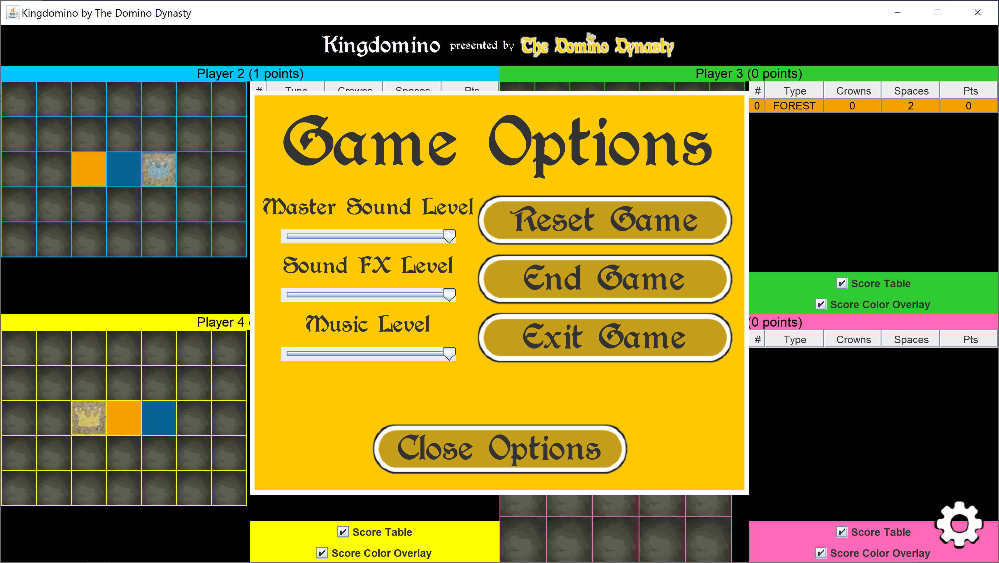 Kingdomino by The Domino Dynasty
Kingdomino presented by The Domino Dynasty
Player 2 (1 points)
Player 3 (0 points)
# Type Crowns Spaces Pts
# Type Crowns Spaces Pts
0 FOREST 0 2 0
Game Options
Master Sound Level
Sound FX Level
Music Level
Reset Game
End Game
Exit Game
Close Options
Score Table
Score Color Overlay
Player 4 (
(0 points)
# Type Crowns Spaces Pts
Score Table
Score Color Overlay
Score Table
Score Color Overlay